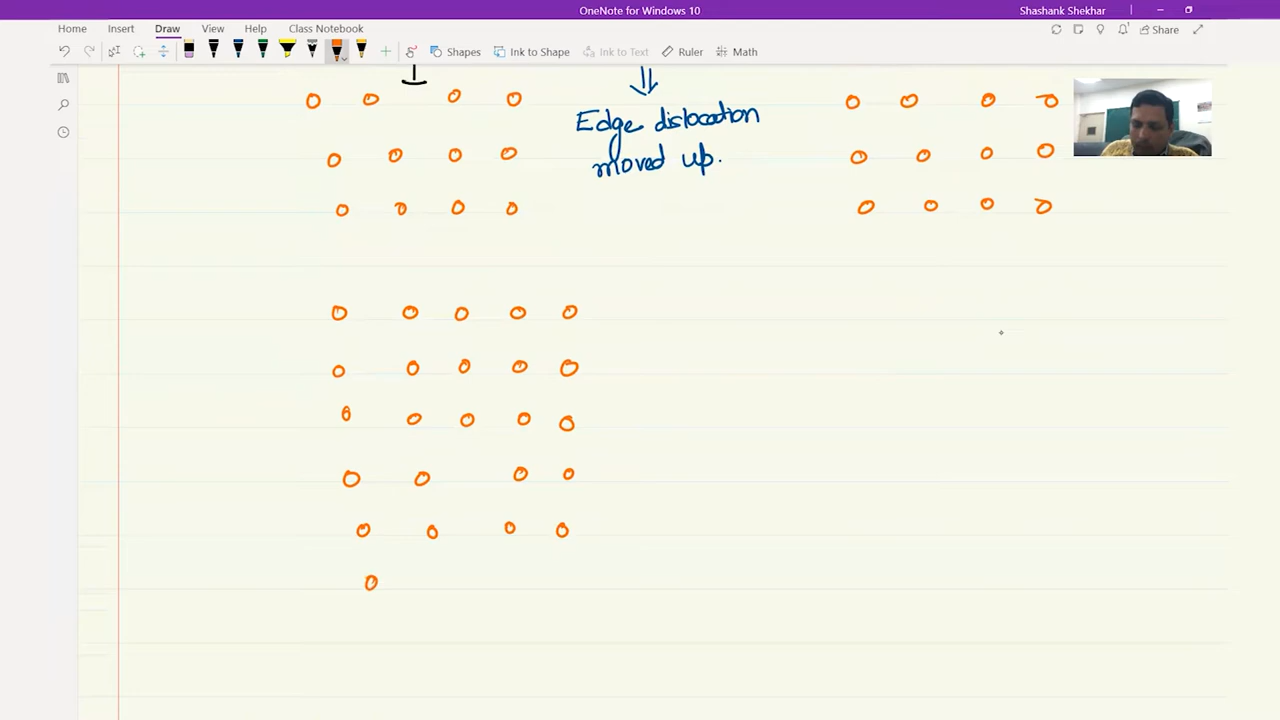 OneNote for Windows 10
Shashank Shekhar
Home Insert Draw View Help Class Notebook
Share
Shapes Ink to Shape Ink to Text Ruler Math
Edge dislocation
moved up.